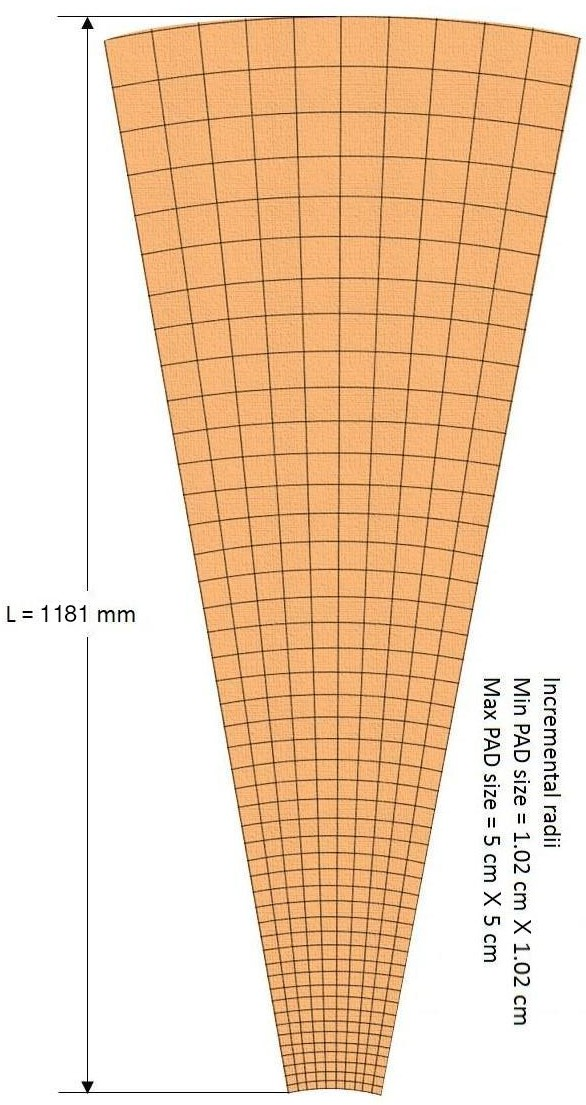 L = 1181 mm
Incremental radii
Min PAD size = 1.02 cm X 1.02 cm
Max PAD size = 5 cm X 5 cm